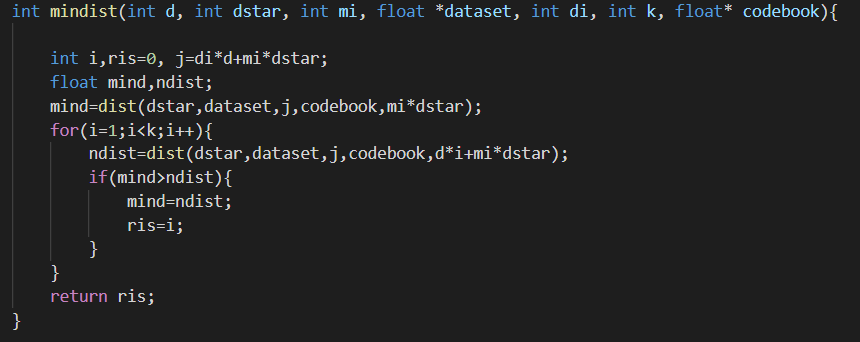 int mindist(int d, int dstar, int mi, float *dataset, int di, int k, float* codebook){
int i,ris=0, j=di*d+mi*dstar;
float mind,ndist;
mind=dist(dstar,dataset,j,codebook,mi*dstar);
for(i=1;i<k;i++){
ndist=dist(dstar,dataset,j,codebook,d*i+mi*dstar);
if(mind>ndist){
mind=ndist;
ris=i;
}
}
return ris;
}